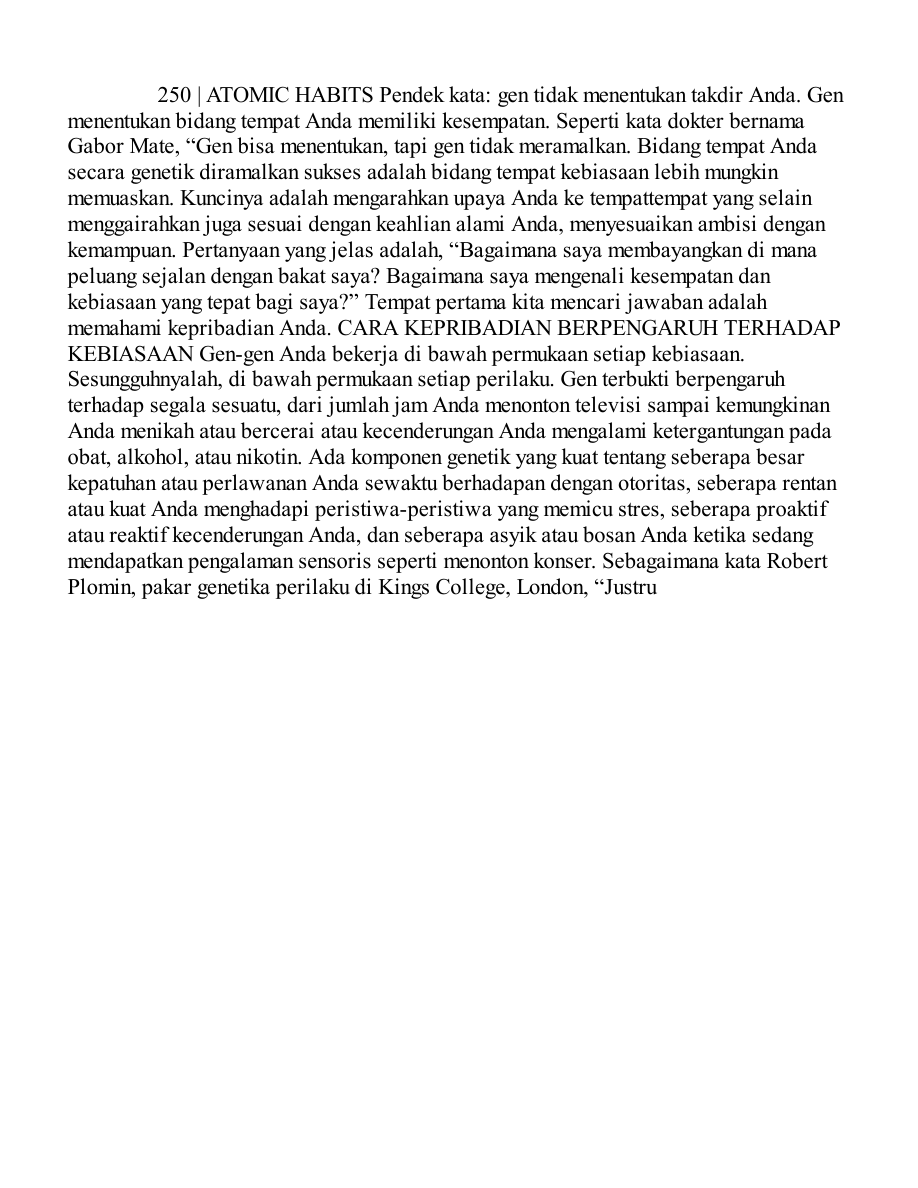 250 | ATOMIC HABITS Pendek kata: gen tidak menentukan takdir Anda. Gen
menentukan bidang tempat Anda memiliki kesempatan. Seperti kata dokter bernama
Gabor Mate, “Gen bisa menentukan, tapi gen tidak meramalkan. Bidang tempat Anda
secara genetik diramalkan sukses adalah bidang tempat kebiasaan lebih mungkin
memuaskan. Kuncinya adalah mengarahkan upaya Anda ke tempattempat yang selain
menggairahkan juga sesuai dengan keahlian alami Anda, menyesuaikan ambisi dengan
kemampuan. Pertanyaan yang jelas adalah, “Bagaimana saya membayangkan di mana
peluang sejalan dengan bakat saya? Bagaimana saya mengenali kesempatan dan
kebiasaan yang tepat bagi saya?” Tempat pertama kita mencari jawaban adalah
memahami kepribadian Anda. CARA KEPRIBADIAN BERPENGARUH TERHADAP
KEBIASAAN Gen-gen Anda bekerja di bawah permukaan setiap kebiasaan.
Sesungguhnyalah, di bawah permukaan setiap perilaku. Gen terbukti berpengaruh
terhadap segala sesuatu, dari jumlah jam Anda menonton televisi sampai kemungkinan
Anda menikah atau bercerai atau kecenderungan Anda mengalami ketergantungan pada
obat, alkohol, atau nikotin. Ada komponen genetik yang kuat tentang seberapa besar
kepatuhan atau perlawanan Anda sewaktu berhadapan dengan otoritas, seberapa rentan
atau kuat Anda menghadapi peristiwa-peristiwa yang memicu stres, seberapa proaktif
atau reaktif kecenderungan Anda, dan seberapa asyik atau bosan Anda ketika sedang
mendapatkan pengalaman sensoris seperti menonton konser. Sebagaimana kata Robert
Plomin, pakar genetika perilaku di Kings College, London, “Justru